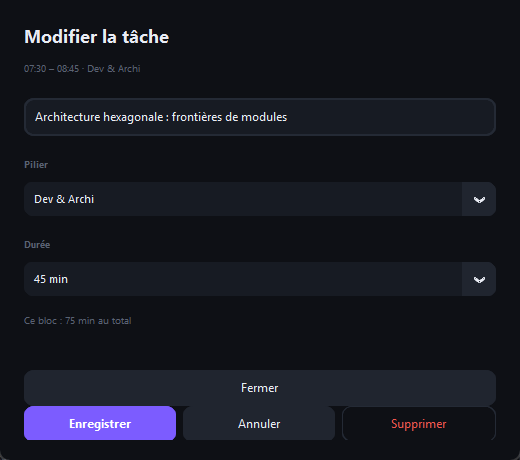 Modifier la tâche
07:30 – 08:45 · Dev & Archi
Architecture hexagonale : frontières de modules
Pilier
Dev & Archi
Durée
45 min
Ce bloc : 75 min au total
Fermer
Enregistrer
Annuler
Supprimer